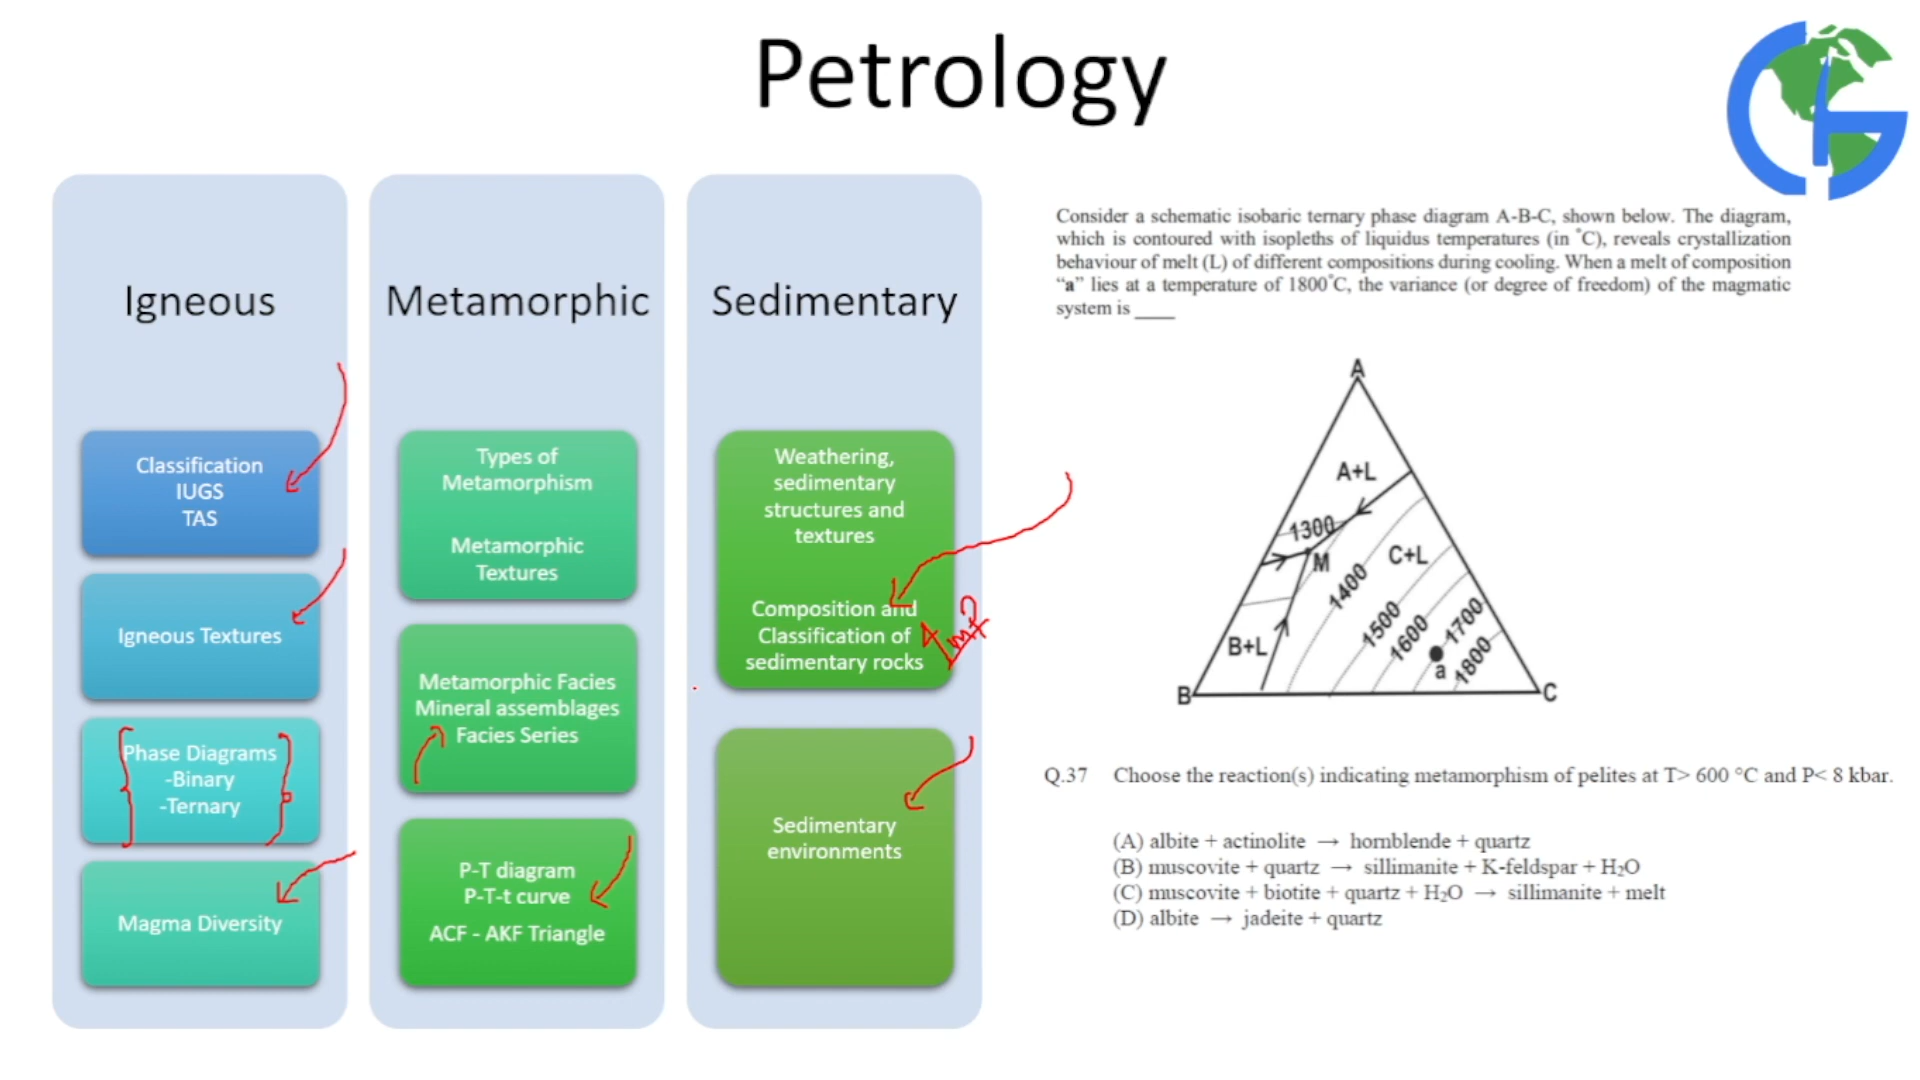 Petrology
Igneous
Classification
IUGS
TAS
Igneous Textures
Phase Diagrams
-Binary
-Ternary
Magma Diversity
Metamorphic
Types of
Metamorphism
Metamorphic
Textures
Metamorphic Facies
Mineral assemblages
Facies Series
P-T diagram
P-T-t curve
ACF - AKF Triangle
Sedimentary
Weathering,
sedimentary
structures and
textures
Composition and
Classification of
sedimentary rocks
Sedimentary
environments
Consider a schematic isobaric ternary phase diagram A-B-C, shown below. The diagram,
which is contoured with isopleths of liquidus temperatures (in ˚C), reveals crystallization
behaviour of melt (L) of different compositions during cooling. When a melt of composition
“a” lies at a temperature of 1800˚C, the variance (or degree of freedom) of the magmatic
system is ____
A
A+L
1300
M
C+L
1400
1500
1600
1700
1800
a
B+L
B
C
Q.37 Choose the reaction(s) indicating metamorphism of pelites at T> 600 °C and P< 8 kbar.
(A) albite + actinolite → hornblende + quartz
(B) muscovite + quartz → sillimanite + K-feldspar + H₂O
(C) muscovite + biotite + quartz + H₂O → sillimanite + melt
(D) albite → jadeite + quartz